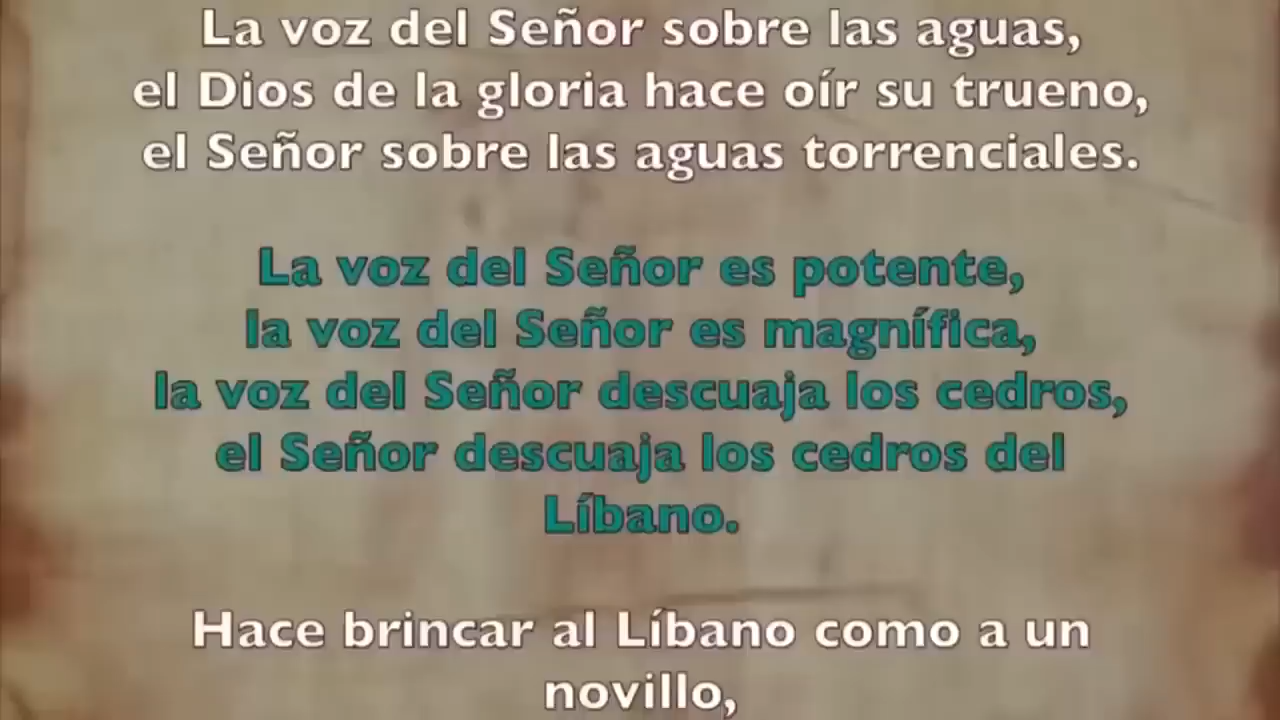 La voz del Señor sobre las aguas,
el Dios de la gloria hace oír su trueno,
el Señor sobre las aguas torrenciales.
La voz del Señor es potente,
la voz del Señor es magnífica,
la voz del Señor descuaja los cedros,
el Señor descuaja los cedros del
Líbano.
Hace brincar al Líbano como a un
novillo,